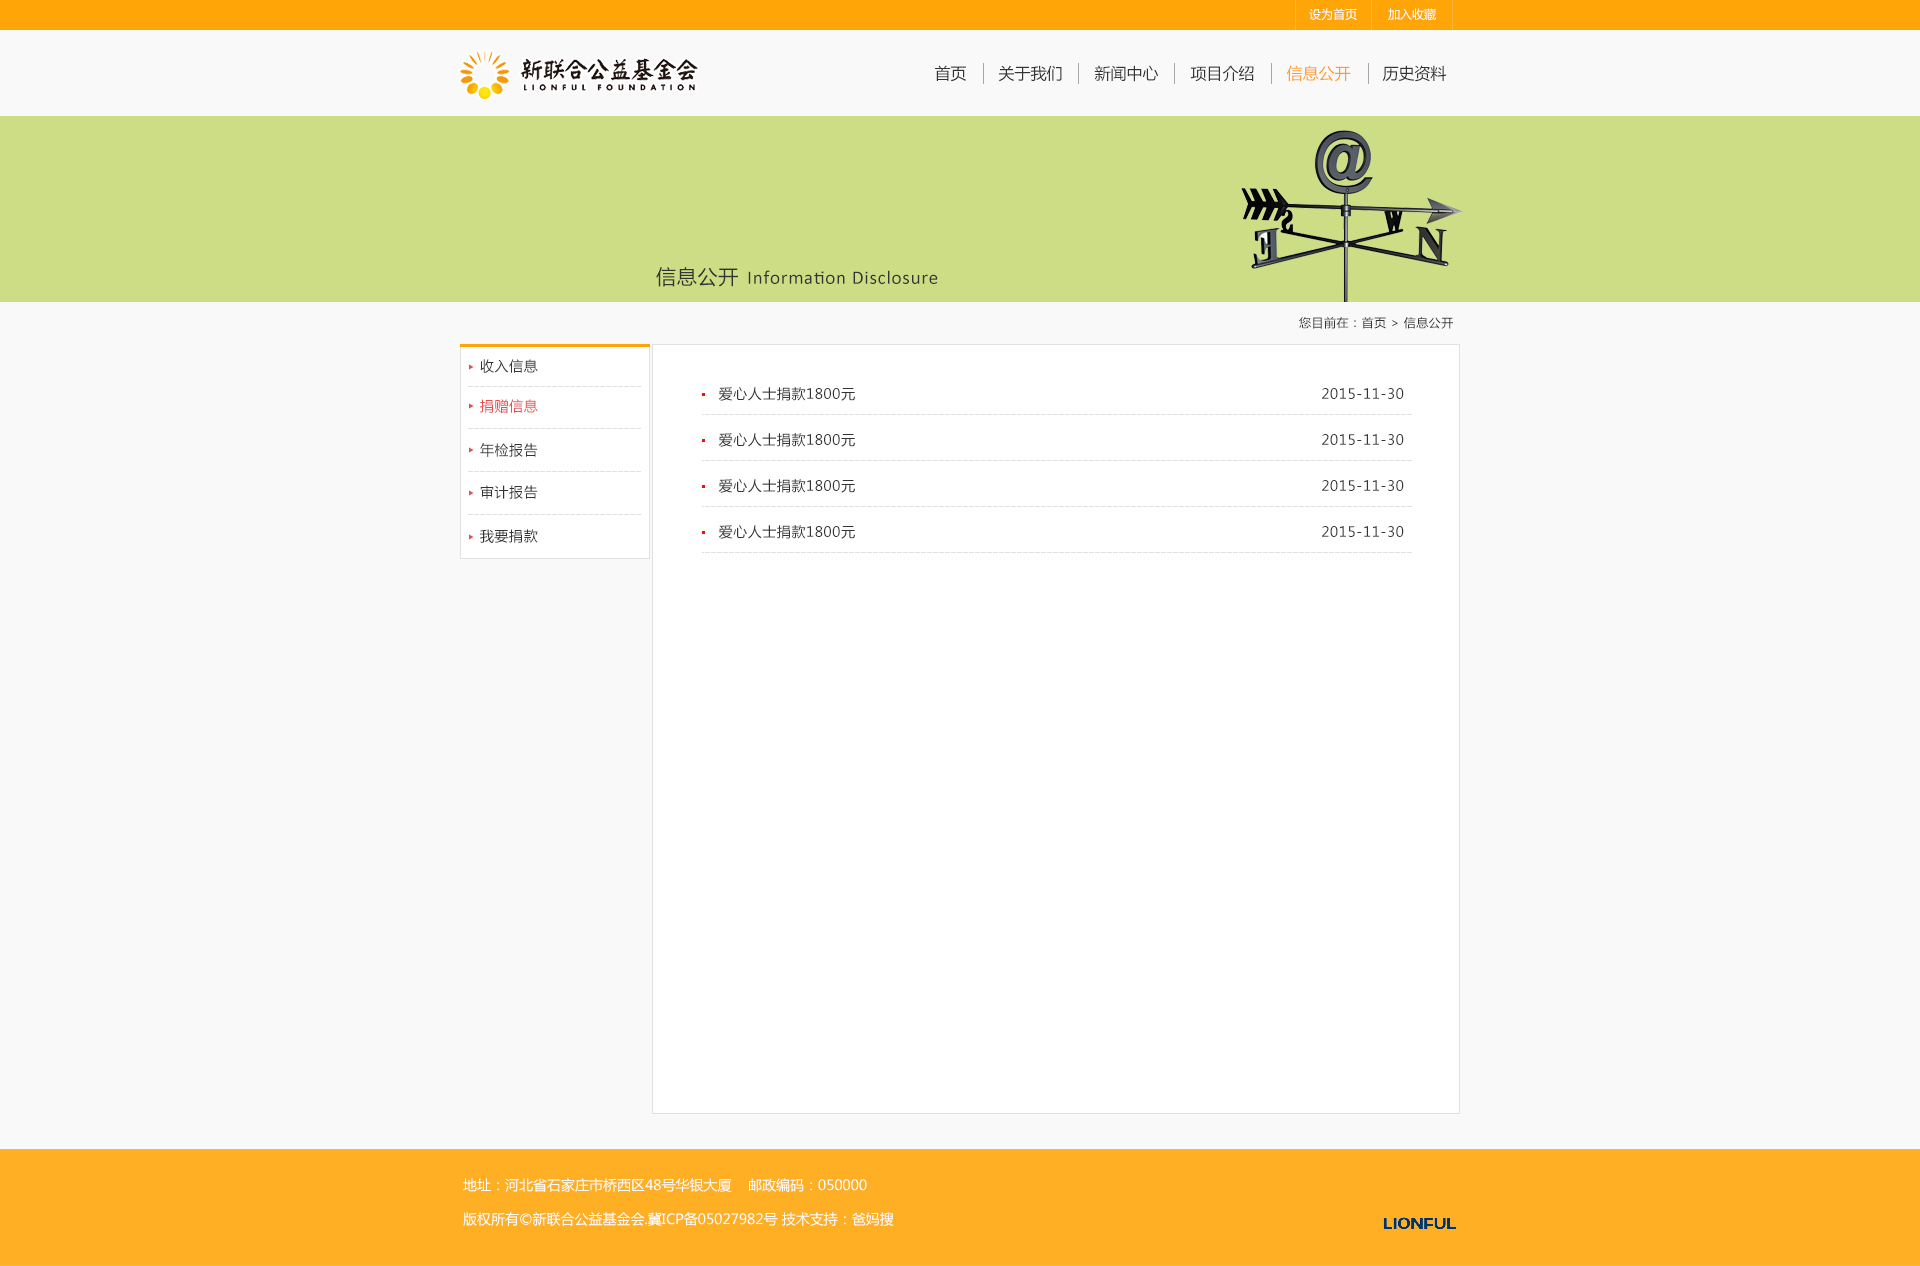 设为首页 加入收藏
新联合公益基金会
LIONFUL FOUNDATION
首页 关于我们 新闻中心 项目介绍 信息公开 历史资料
@
S W
E N
信息公开 Information Disclosure
您目前在：首页 > 信息公开
收入信息
捐赠信息
年检报告
审计报告
我要捐款
爱心人士捐款1800元 2015-11-30
爱心人士捐款1800元 2015-11-30
爱心人士捐款1800元 2015-11-30
爱心人士捐款1800元 2015-11-30
地址：河北省石家庄市桥西区48号华银大厦 邮政编码：050000
版权所有©新联合公益基金会.冀ICP备05027982号 技术支持：爸妈搜
LIONFUL